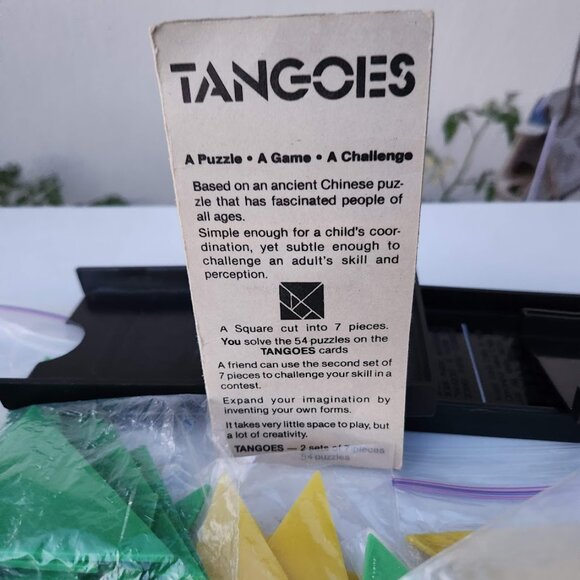 TANGOES
A Puzzle • A Game • A Challenge
Based on an ancient Chinese puz-
zle that has fascinated people of
all ages.
Simple enough for a child's coor-
dination, yet subtle enough to
challenge an adult's skill and
perception.
A Square cut into 7 pieces.
You solve the 54 puzzles on the
TANGOES cards
A friend can use the second set of
7 pieces to challenge your skill in a
contest.
Expand your imagination by
inventing your own forms.
It takes very little space to play, but
a lot of creativity.
TANGOES — 2 sets of 7 pieces
54 puzzles